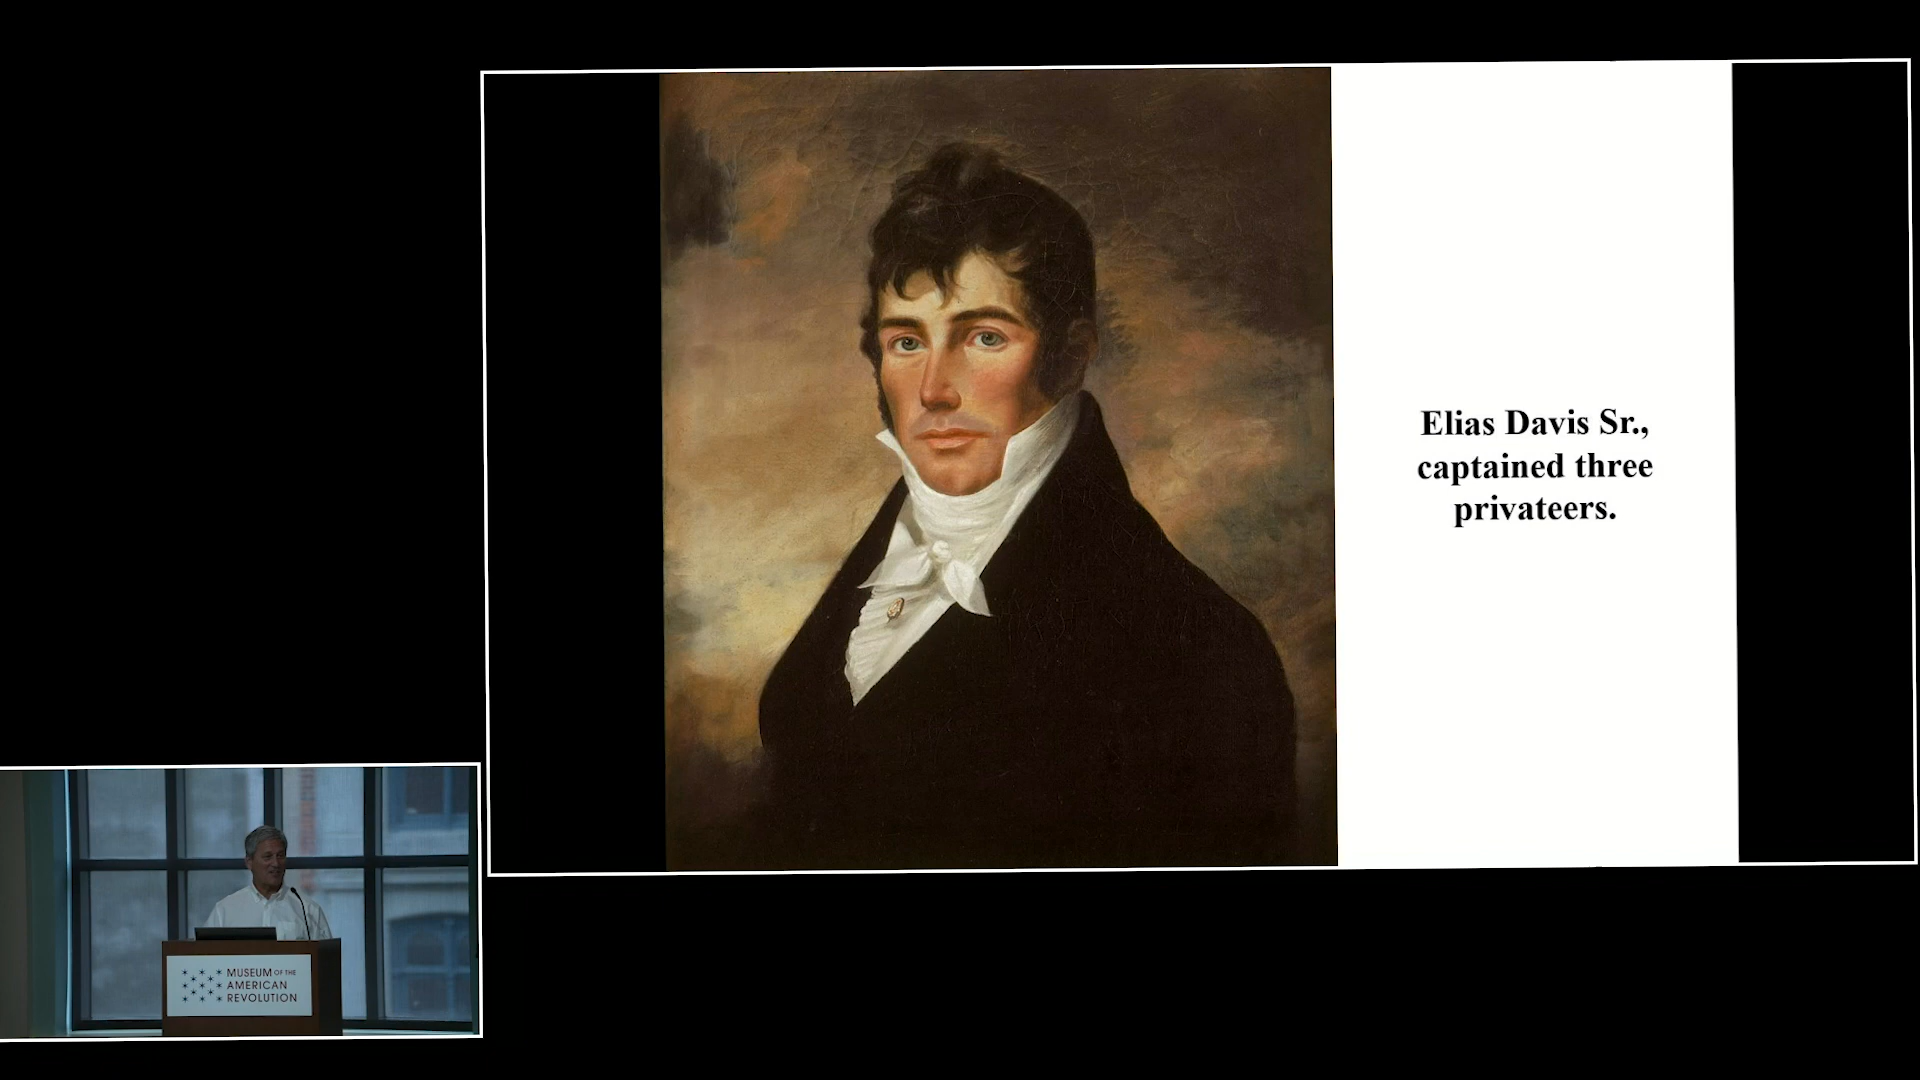 Elias Davis Sr.,
captained three
privateers.
MUSEUM OF THE
AMERICAN
REVOLUTION